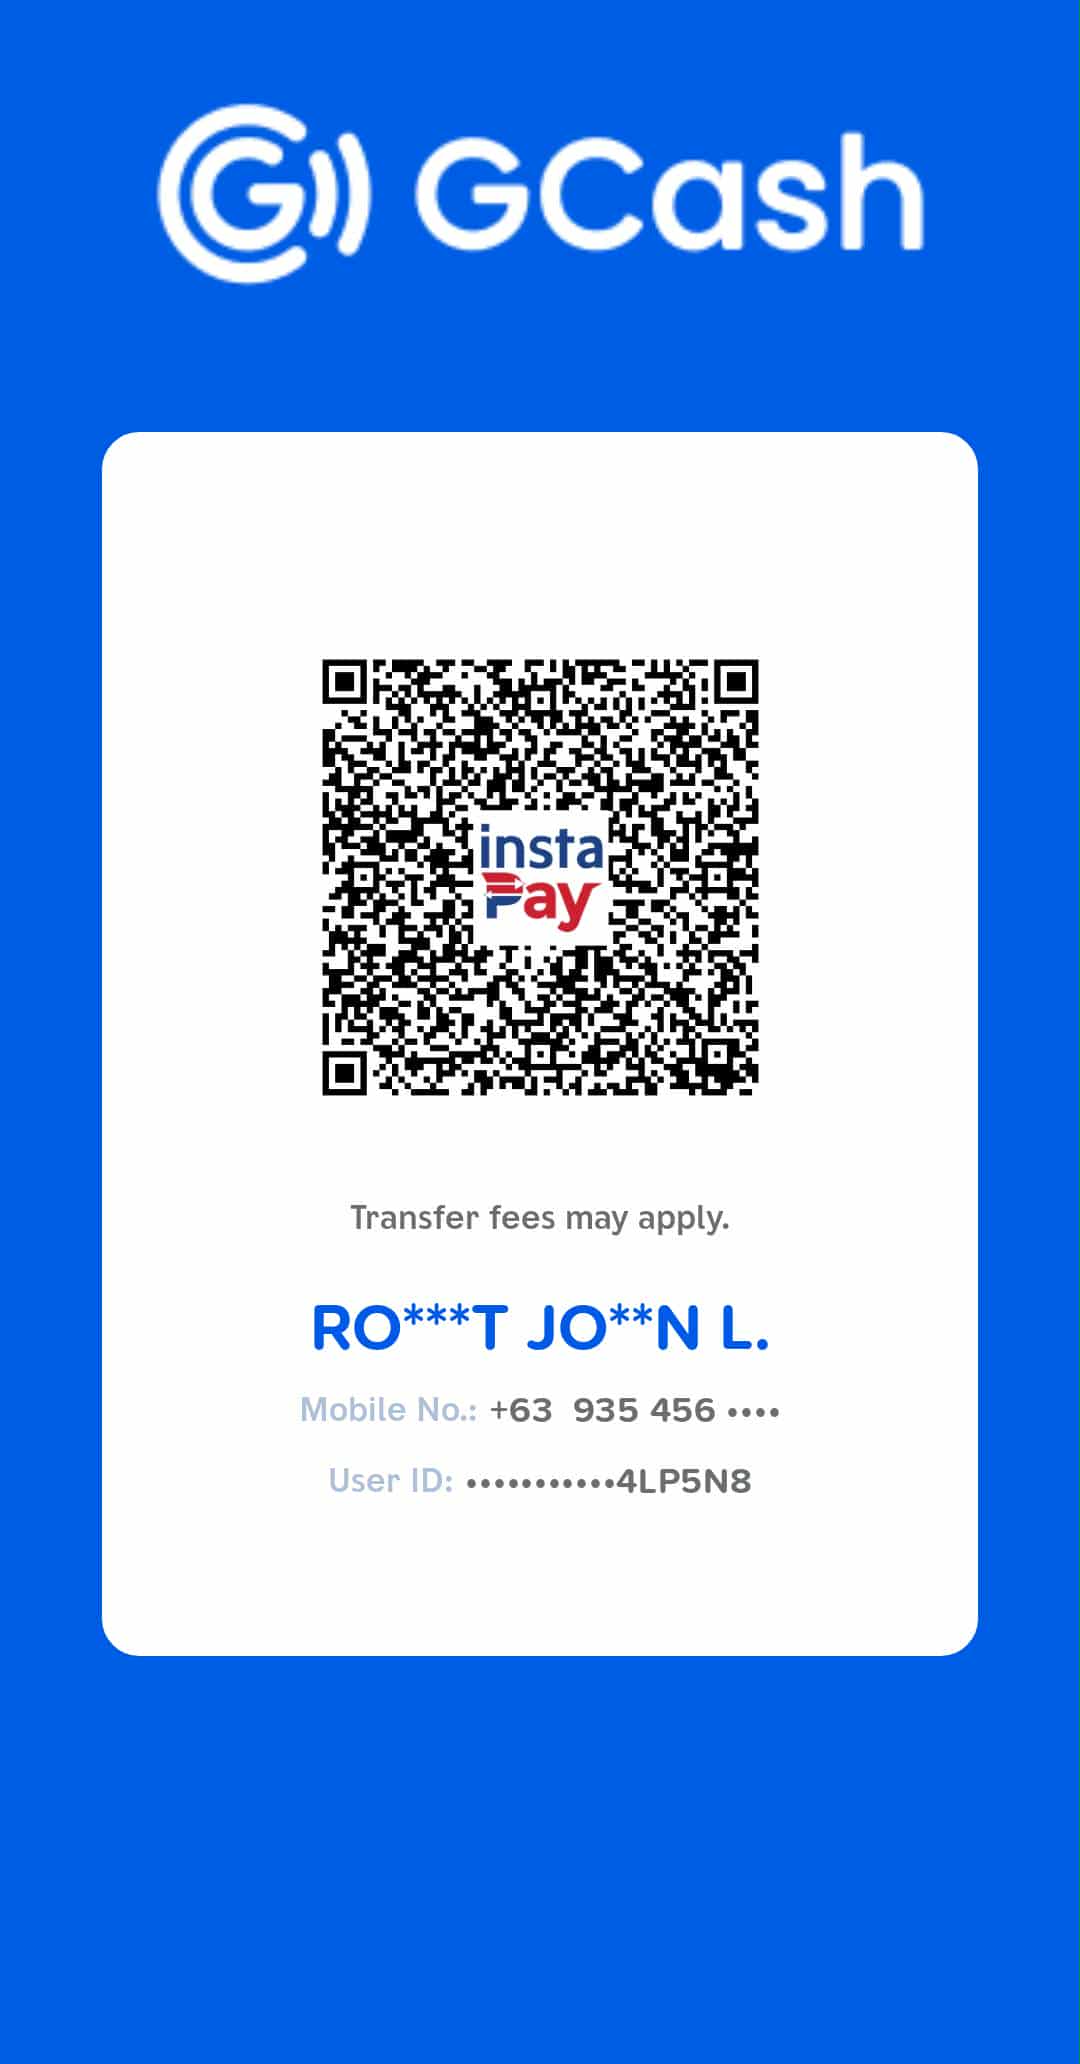 GCash
insta
Pay
Transfer fees may apply.
RO***T JO**N L.
Mobile No.: +63 935 456 ••••
User ID: •••••••••••4LP5N8